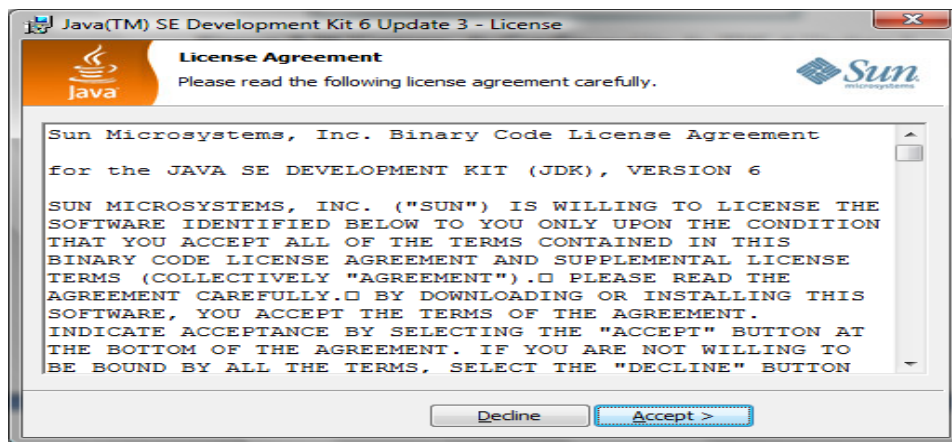 Java(TM) SE Development Kit 6 Update 3 - License
License Agreement
Please read the following license agreement carefully.
Java
Sun
microsystems
Sun Microsystems, Inc. Binary Code License Agreement
for the JAVA SE DEVELOPMENT KIT (JDK), VERSION 6
SUN MICROSYSTEMS, INC. ("SUN") IS WILLING TO LICENSE THE
SOFTWARE IDENTIFIED BELOW TO YOU ONLY UPON THE CONDITION
THAT YOU ACCEPT ALL OF THE TERMS CONTAINED IN THIS
BINARY CODE LICENSE AGREEMENT AND SUPPLEMENTAL LICENSE
TERMS (COLLECTIVELY "AGREEMENT").□ PLEASE READ THE
AGREEMENT CAREFULLY.□ BY DOWNLOADING OR INSTALLING THIS
SOFTWARE, YOU ACCEPT THE TERMS OF THE AGREEMENT.
INDICATE ACCEPTANCE BY SELECTING THE "ACCEPT" BUTTON AT
THE BOTTOM OF THE AGREEMENT. IF YOU ARE NOT WILLING TO
BE BOUND BY ALL THE TERMS, SELECT THE "DECLINE" BUTTON
Decline
Accept >